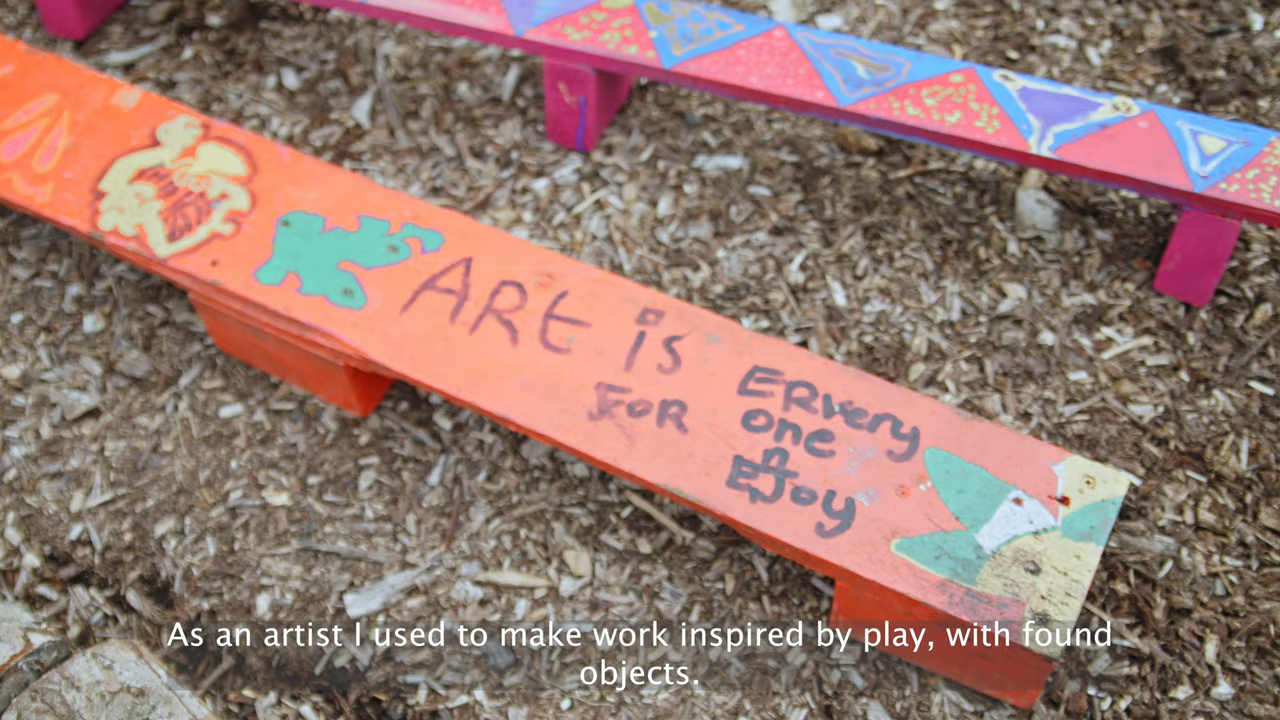 ART is
FOR
ERvery
one
EJoy
As an artist I used to make work inspired by play, with found
objects.